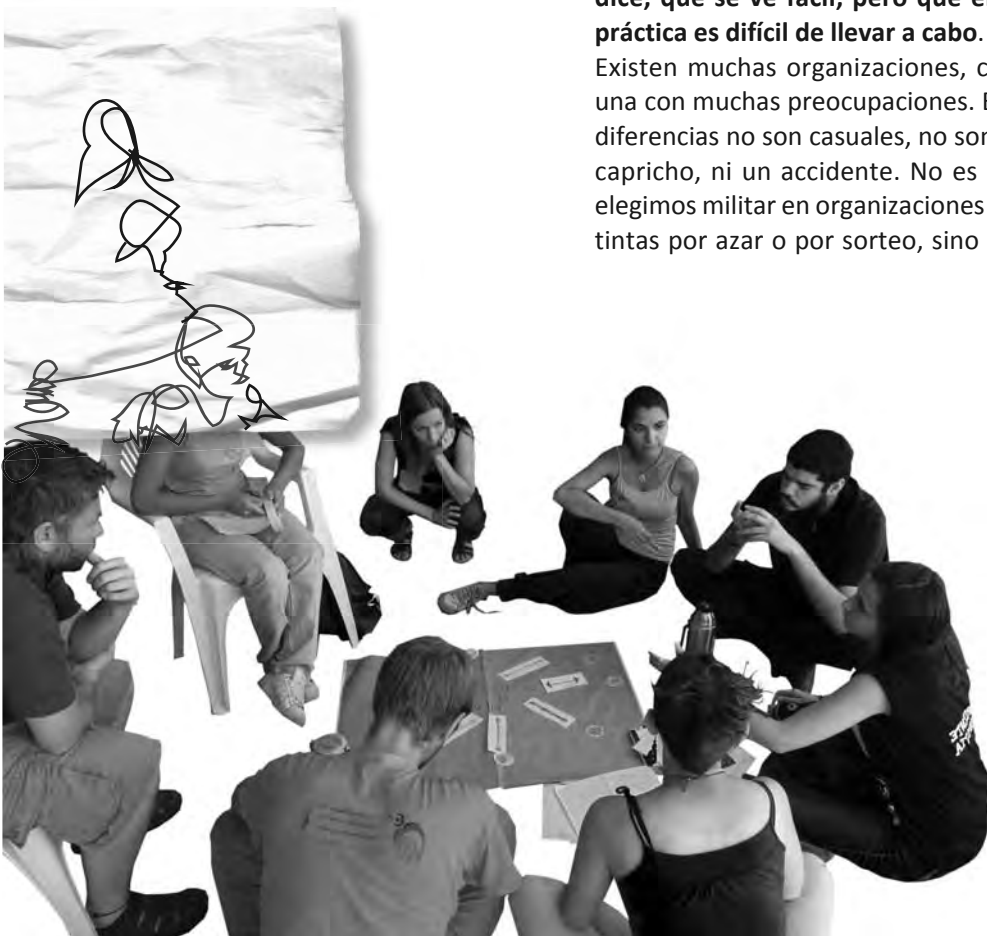 dice, que se ve fácil, pero que e
práctica es difícil de llevar a cabo.
Existen muchas organizaciones, c
una con muchas preocupaciones. E
diferencias no son casuales, no son
capricho, ni un accidente. No es
elegimos militar en organizaciones
tintas por azar o por sorteo, sino